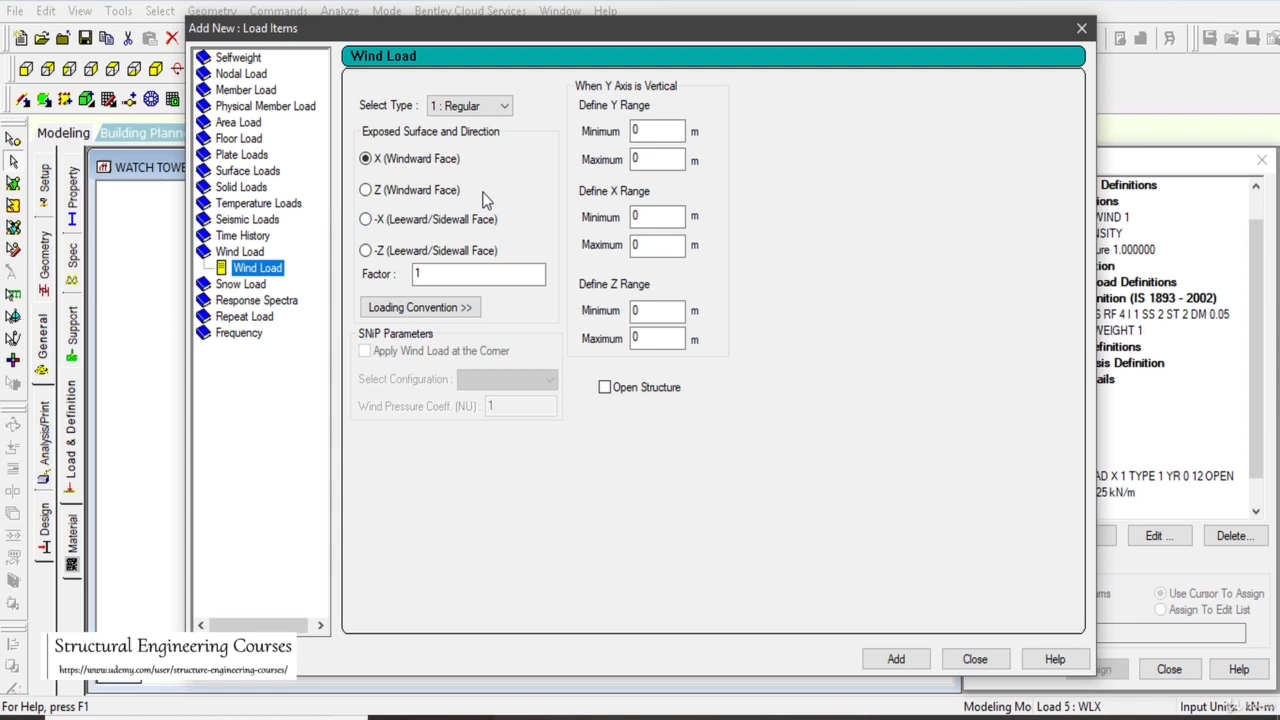 File Edit View Tools Select Geometry Commands Analyze Mode Bentley Cloud Services Window Help
Add New : Load Items
Modeling Building Planne
WATCH TOWE
Setup
Geometry
General
Analysis/Print
Design
Property
Spec
Support
Load & Definition
Material
Selfweight
Nodal Load
Member Load
Physical Member Load
Area Load
Floor Load
Plate Loads
Surface Loads
Solid Loads
Temperature Loads
Seismic Loads
Time History
Wind Load
Wind Load
Snow Load
Response Spectra
Repeat Load
Frequency
Wind Load
Select Type : 1 : Regular
Exposed Surface and Direction
X (Windward Face)
Z (Windward Face)
-X (Leeward/Sidewall Face)
-Z (Leeward/Sidewall Face)
Factor : 1
Loading Convention >>
SNiP Parameters
Apply Wind Load at the Corner
Select Configuration :
Wind Pressure Coeff. (NU) : 1
When Y Axis is Vertical
Define Y Range
Minimum 0 m
Maximum 0 m
Define X Range
Minimum 0 m
Maximum 0 m
Define Z Range
Minimum 0 m
Maximum 0 m
Open Structure
Add Close Help
Definitions
WIND 1
NSITY
ure 1.000000
ition
Load Definitions
nition (IS 1893 - 2002)
S RF 4 I 1 SS 2 ST 2 DM 0.05
WEIGHT 1
efinitions
sis Definition
ails
AD X 1 TYPE 1 YR 0 12 OPEN
25 kN/m
Edit ... Delete...
Use Cursor To Assign
Assign To Edit List
Close Help
Structural Engineering Courses
https://www.udemy.com/user/structure-engineering-courses/
For Help, press F1
Modeling Mo Load 5 : WLX Input Units: kN-m